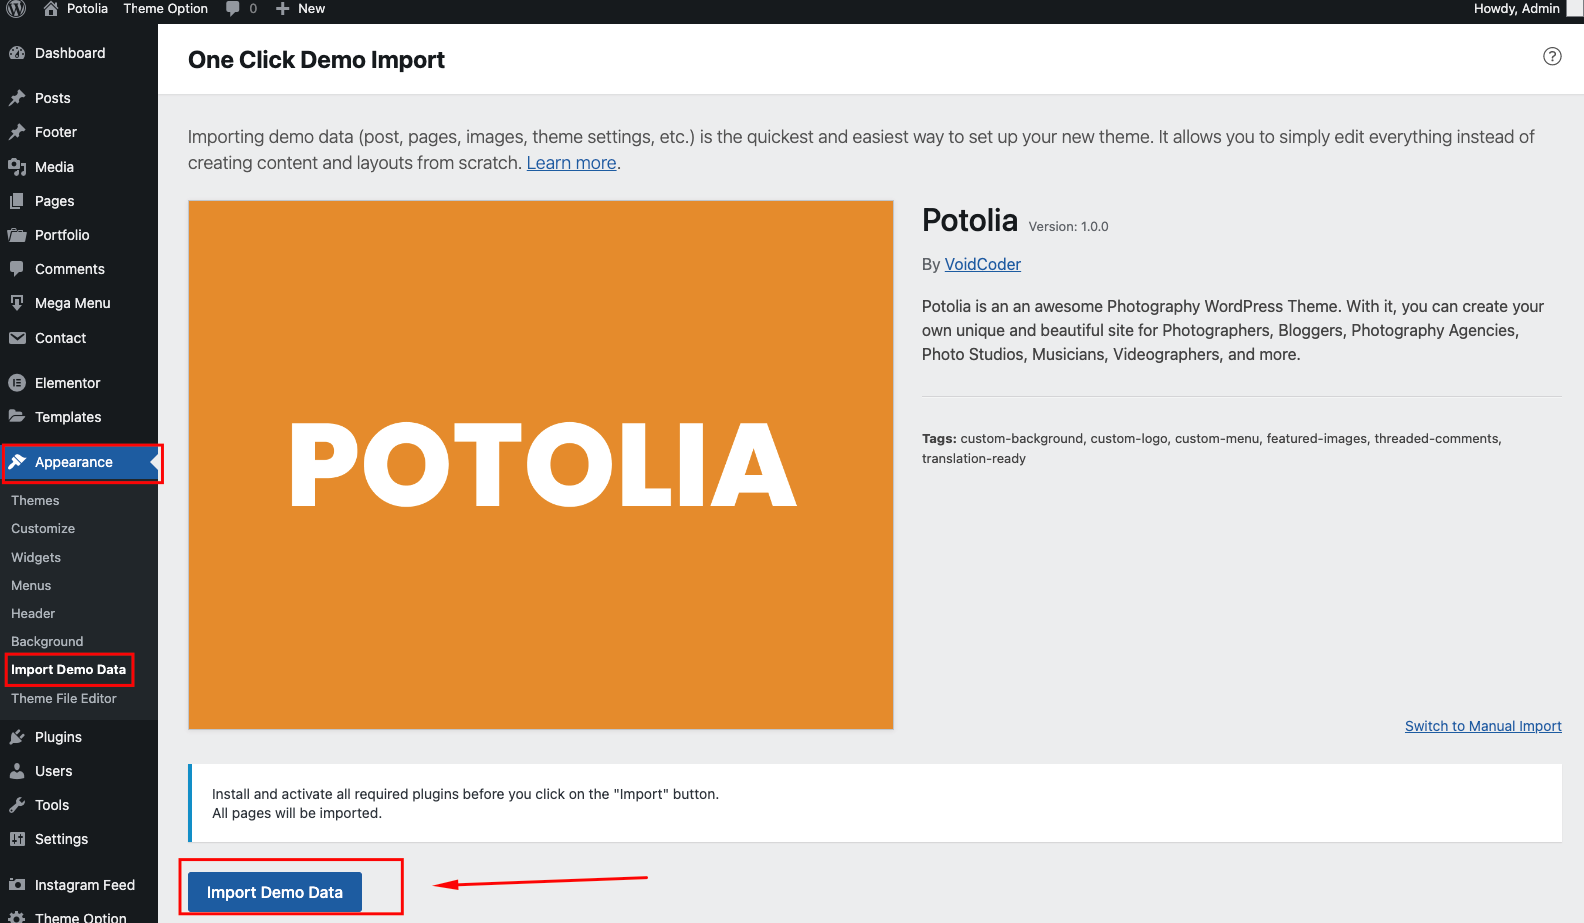 Potolia Theme Option 0 New Howdy, Admin
Dashboard
Posts
Footer
Media
Pages
Portfolio
Comments
Mega Menu
Contact
Elementor
Templates
Appearance
Themes
Customize
Widgets
Menus
Header
Background
Import Demo Data
Theme File Editor
Plugins
Users
Tools
Settings
Instagram Feed
Theme Option
One Click Demo Import
?
Importing demo data (post, pages, images, theme settings, etc.) is the quickest and easiest way to set up your new theme. It allows you to simply edit everything instead of
creating content and layouts from scratch. Learn more.
POTOLIA
Potolia Version: 1.0.0
By VoidCoder
Potolia is an an awesome Photography WordPress Theme. With it, you can create your
own unique and beautiful site for Photographers, Bloggers, Photography Agencies,
Photo Studios, Musicians, Videographers, and more.
Tags: custom-background, custom-logo, custom-menu, featured-images, threaded-comments,
translation-ready
Switch to Manual Import
Install and activate all required plugins before you click on the "Import" button.
All pages will be imported.
Import Demo Data